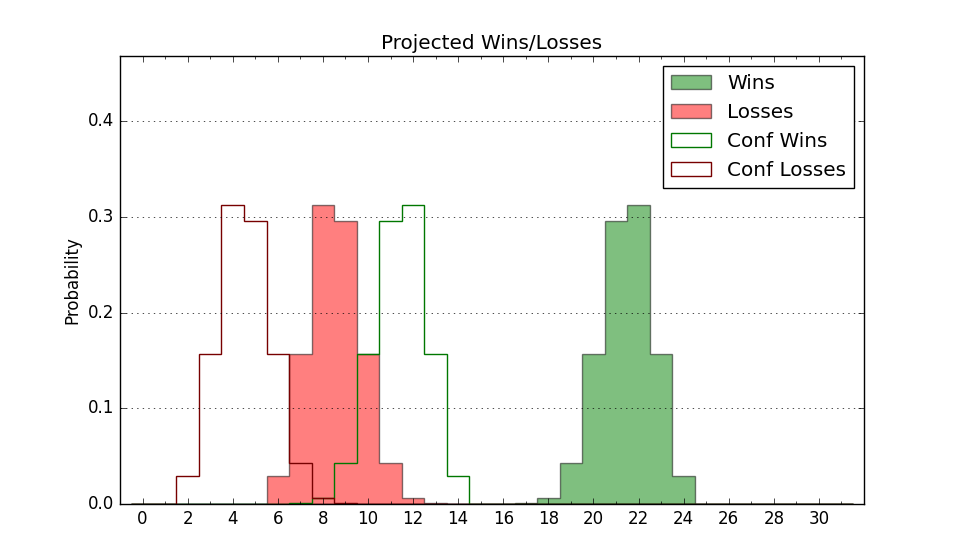 Projected Wins/Losses
Wins
Losses
Conf Wins
Conf Losses
Probability
0.4
0.3
0.2
0.1
0.0
0 2 4 6 8 10 12 14 16 18 20 22 24 26 28 30